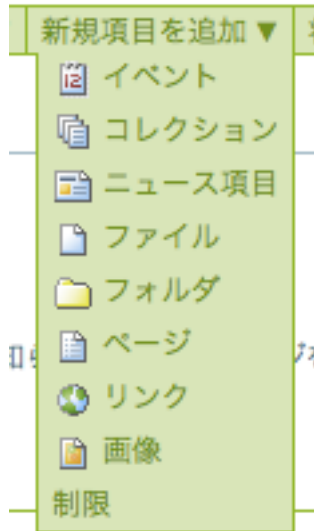 新規項目を追加 ▼
イベント
コレクション
ニュース項目
ファイル
フォルダ
ページ
リンク
画像
制限